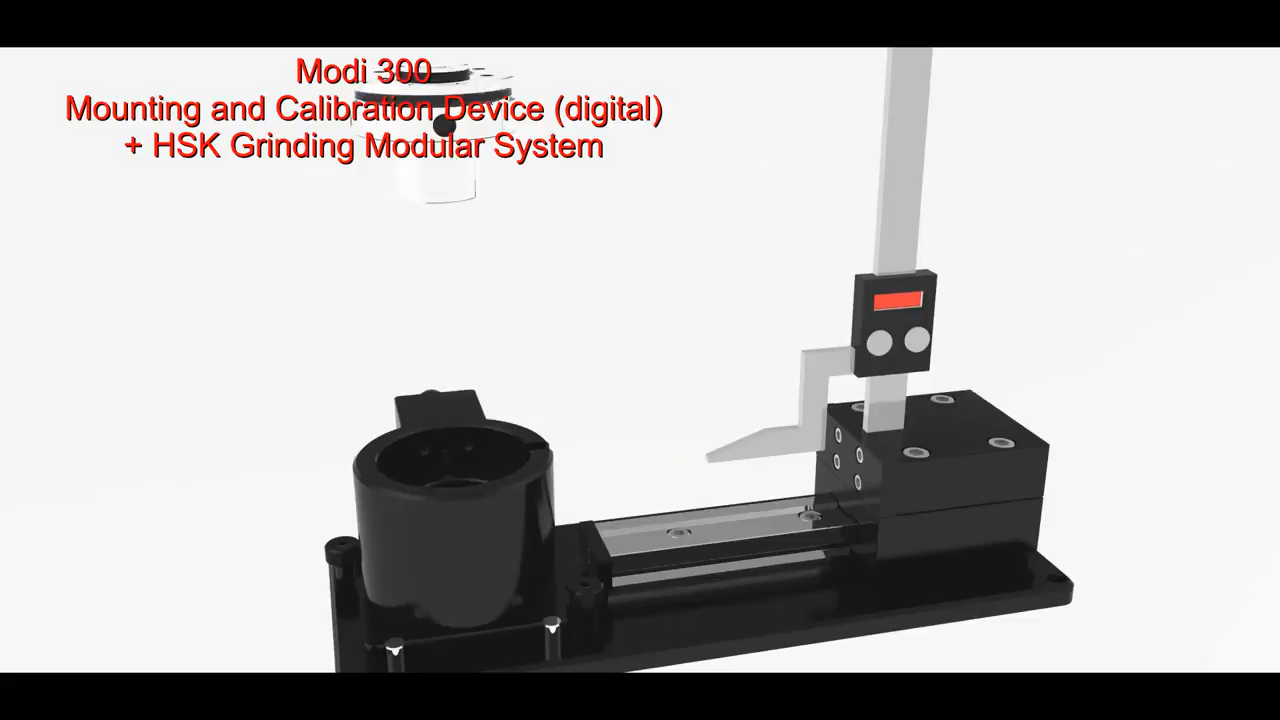 Modi 300
Mounting and Calibration Device (digital)
+ HSK Grinding Modular System